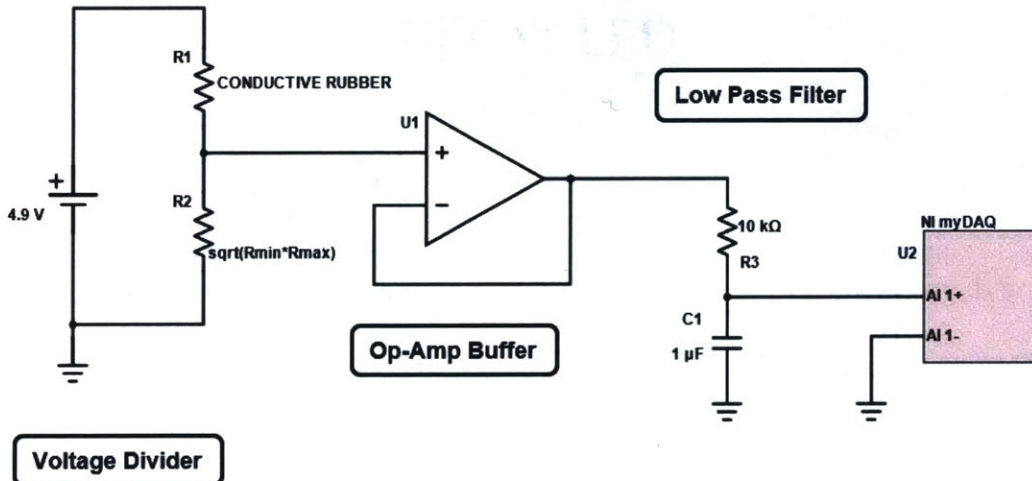 R1
CONDUCTIVE RUBBER
+
4.9 V
R2
sqrt(Rmin*Rmax)
U1
+
−
Low Pass Filter
10 kΩ
R3
NI myDAQ
U2
AI 1+
AI 1-
C1
1 µF
Op-Amp Buffer
Voltage Divider